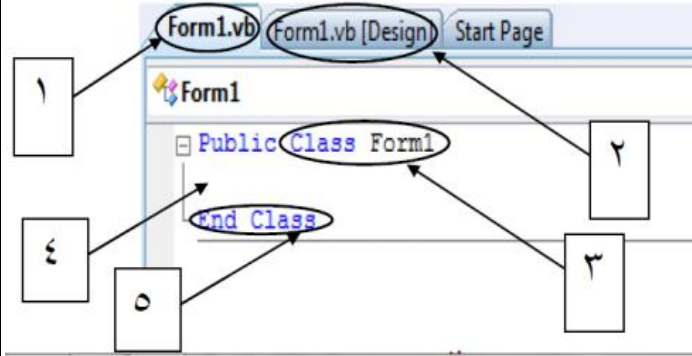 Form1.vb Form1.vb [Design] Start Page
١
Form1
٢
Public Class Form1
٤
End Class
٣
٥